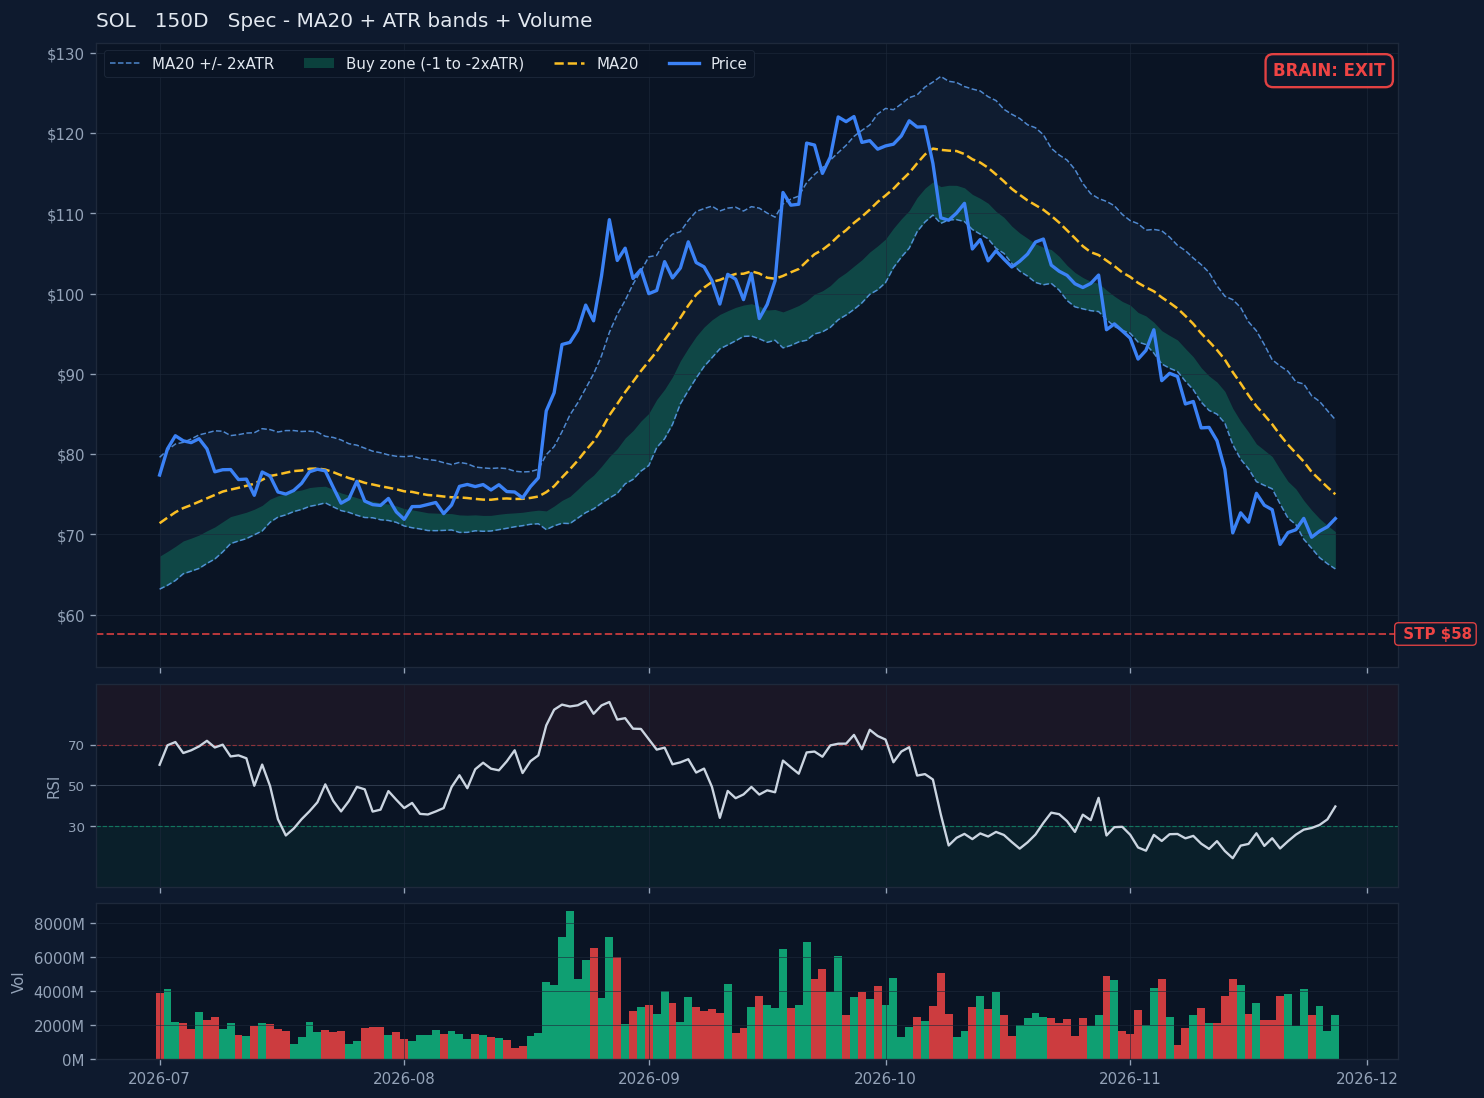 SOL   150D   Spec - MA20 + ATR bands + Volume
MA20 +/- 2xATR
Buy zone (-1 to -2xATR)
MA20
Price
BRAIN: EXIT
$130
$120
$110
$100
$90
$80
$70
$60
STP $58
RSI
70
50
30
Vol
8000M
6000M
4000M
2000M
0M
2026-07
2026-08
2026-09
2026-10
2026-11
2026-12